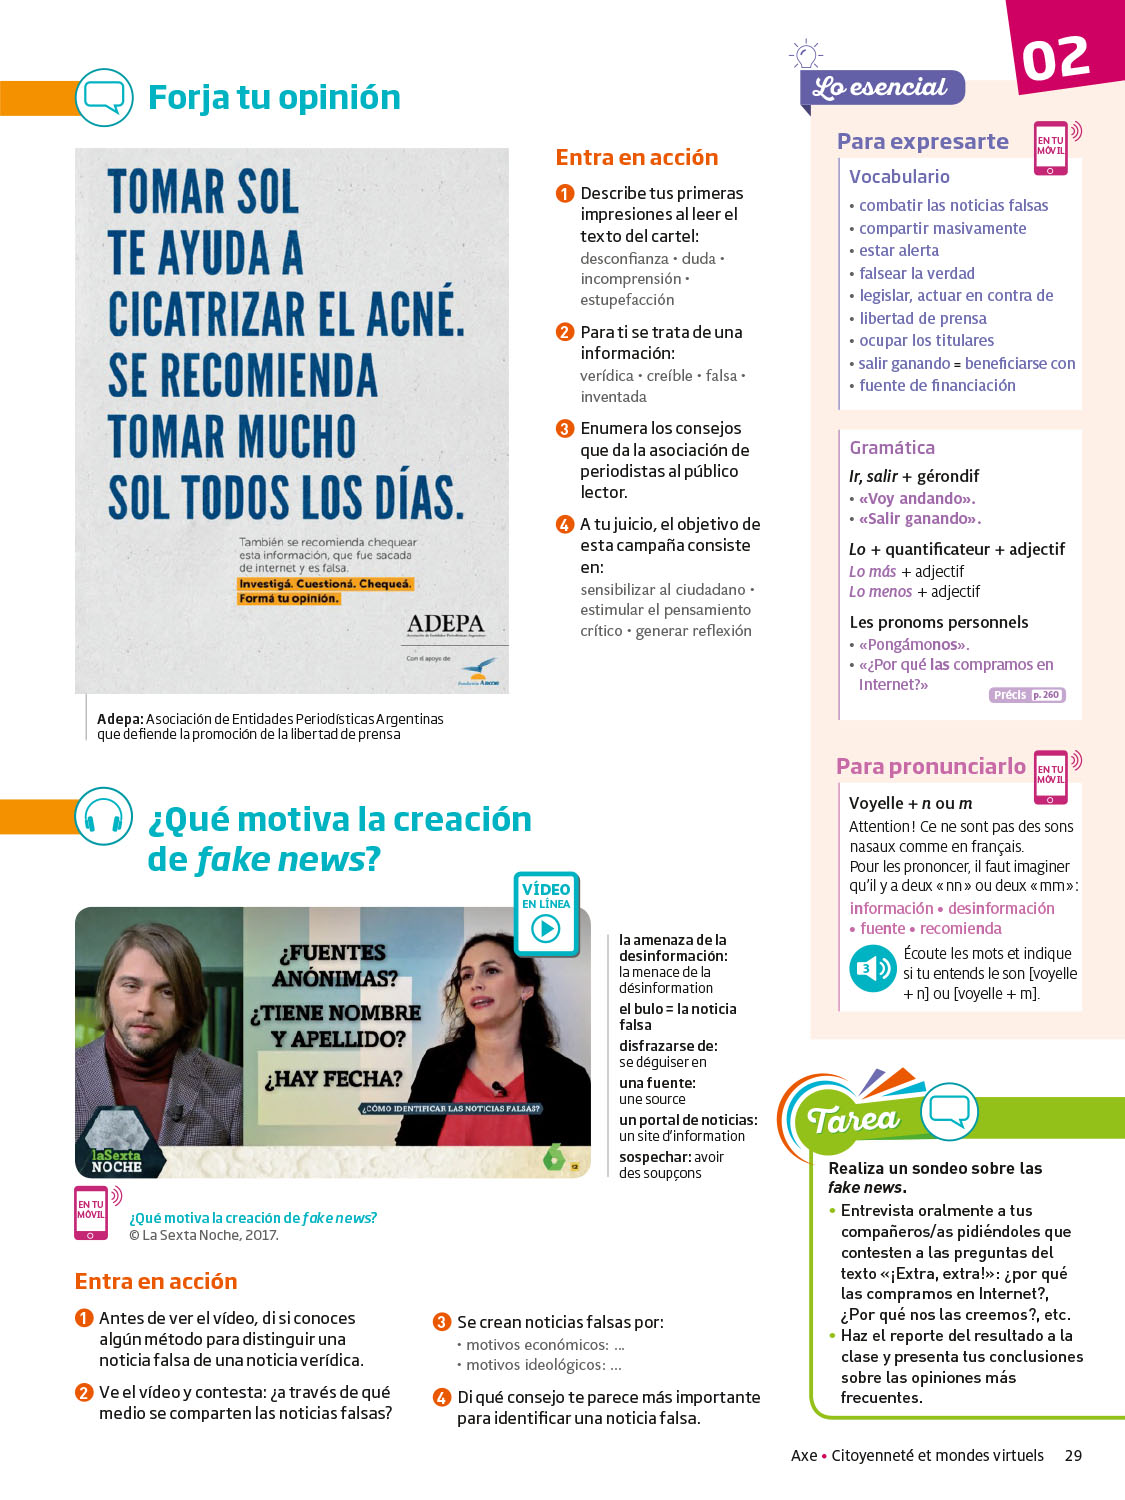 02
Forja tu opinión
TOMAR SOL
TE AYUDA A
CICATRIZAR EL ACNÉ.
SE RECOMIENDA
TOMAR MUCHO
SOL TODOS LOS DÍAS.
También se recomienda chequear
esta información, que fue sacada
de internet y es falsa.
Investigá. Cuestioná. Chequeá.
Formá tu opinión.
ADEPA
Asociación de Entidades Periodísticas Argentinas
Con el apoyo de
Adepa: Asociación de Entidades Periodísticas Argentinas
que defiende la promoción de la libertad de prensa
Entra en acción
1 Describe tus primeras
impresiones al leer el
texto del cartel:
desconfianza • duda •
incomprensión •
estupefacción
2 Para ti se trata de una
información:
verídica • creíble • falsa •
inventada
3 Enumera los consejos
que da la asociación de
periodistas al público
lector.
4 A tu juicio, el objetivo de
esta campaña consiste
en:
sensibilizar al ciudadano •
estimular el pensamiento
crítico • generar reflexión
Lo esencial
Para expresarte
EN TU
MÓVIL
Vocabulario
• combatir las noticias falsas
• compartir masivamente
• estar alerta
• falsear la verdad
• legislar, actuar en contra de
• libertad de prensa
• ocupar los titulares
• salir ganando = beneficiarse con
• fuente de financiación
Gramática
Ir, salir + gérondif
• «Voy andando».
• «Salir ganando».
Lo + quantificateur + adjectif
Lo más + adjectif
Lo menos + adjectif
Les pronoms personnels
• «Pongámonos».
• «¿Por qué las compramos en
Internet?»
Précis p. 260
Para pronunciarlo
EN TU
MÓVIL
Voyelle + n ou m
Attention ! Ce ne sont pas des sons
nasaux comme en français.
Pour les prononcer, il faut imaginer
qu'il y a deux « nn » ou deux « mm » :
información • desinformación
• fuente • recomienda
3
Écoute les mots et indique
si tu entends le son [voyelle
+ n] ou [voyelle + m].
¿Qué motiva la creación
de fake news?
VÍDEO
EN LÍNEA
¿FUENTES
ANÓNIMAS?
¿TIENE NOMBRE
Y APELLIDO?
¿HAY FECHA?
¿CÓMO IDENTIFICAR LAS NOTICIAS FALSAS?
laSexta
NOCHE
la amenaza de la
desinformación:
la menace de la
désinformation
el bulo = la noticia
falsa
disfrazarse de:
se déguiser en
una fuente:
une source
un portal de noticias:
un site d'information
sospechar: avoir
des soupçons
EN TU
MÓVIL
¿Qué motiva la creación de fake news?
© La Sexta Noche, 2017.
Entra en acción
1 Antes de ver el vídeo, di si conoces
algún método para distinguir una
noticia falsa de una noticia verídica.
2 Ve el vídeo y contesta: ¿a través de qué
medio se comparten las noticias falsas?
3 Se crean noticias falsas por:
• motivos económicos: ...
• motivos ideológicos: ...
4 Di qué consejo te parece más importante
para identificar una noticia falsa.
Tarea
Realiza un sondeo sobre las
fake news.
• Entrevista oralmente a tus
compañeros/as pidiéndoles que
contesten a las preguntas del
texto «¡Extra, extra!»: ¿por qué
las compramos en Internet?,
¿Por qué nos las creemos?, etc.
• Haz el reporte del resultado a la
clase y presenta tus conclusiones
sobre las opiniones más
frecuentes.
Axe • Citoyenneté et mondes virtuels 29